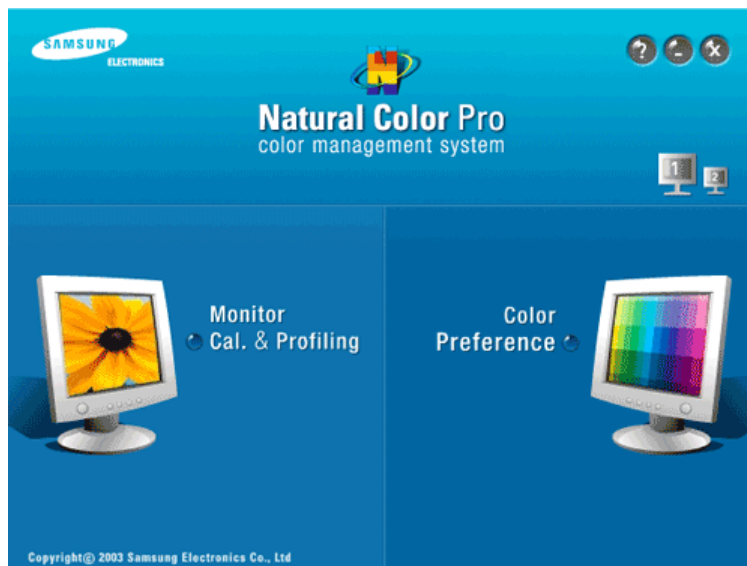 SAMSUNG
ELECTRONICS
? - x
N
Natural Color Pro
color management system
1 2
Monitor
Cal. & Profiling
Color
Preference
Copyright© 2003 Samsung Electronics Co., Ltd